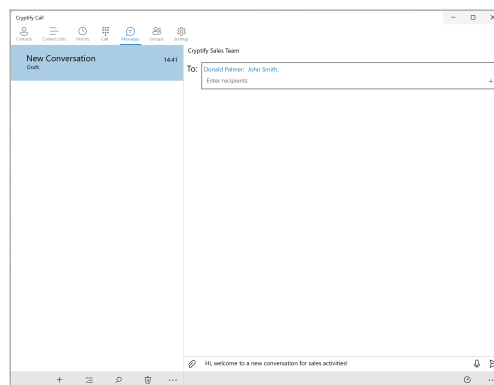 Cryptify Call
Contacts Contact Lists History Call Messages Groups Settings
New Conversation 14:41
Draft:
Cryptify Sales Team
To: Donald Palmer; John Smith;
Enter recipients
Hi, welcome to a new conversation for sales activities!